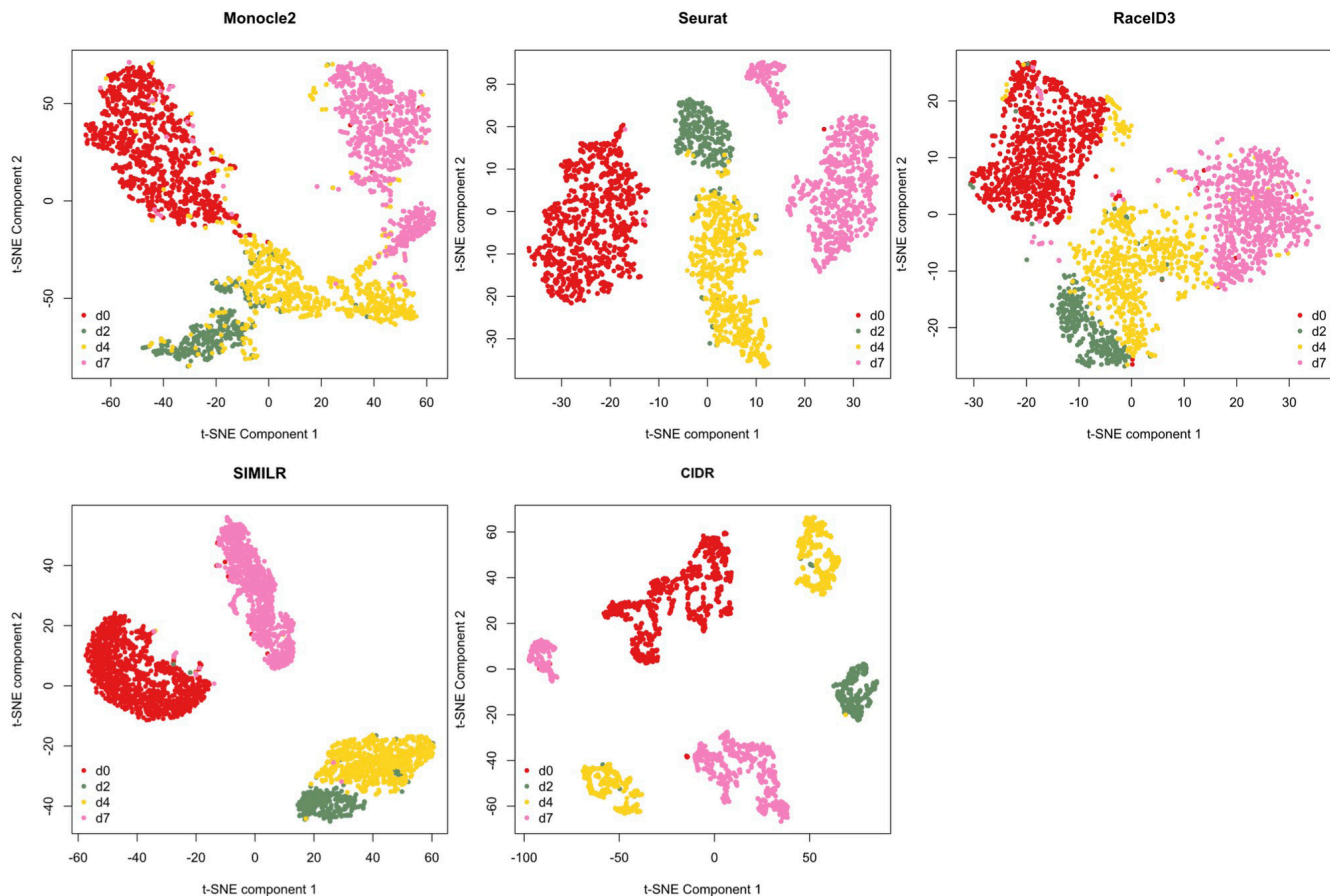 Monocle2
t-SNE Component 2
50
0
-50
d0
d2
d4
d7
-60 -40 -20 0 20 40 60
t-SNE Component 1
Seurat
t-SNE component 2
30
20
10
0
-10
-20
-30
d0
d2
d4
d7
-30 -20 -10 0 10 20 30
t-SNE component 1
RaceID3
t-SNE component 2
20
10
0
-10
-20
d0
d2
d4
d7
-30 -20 -10 0 10 20 30
t-SNE Component 1
SIMILR
t-SNE component 2
40
20
0
-20
-40
d0
d2
d4
d7
-60 -40 -20 0 20 40 60
t-SNE component 1
CIDR
t-SNE Component 2
60
40
20
0
-20
-40
-60
d0
d2
d4
d7
-100 -50 0 50
t-SNE Component 1